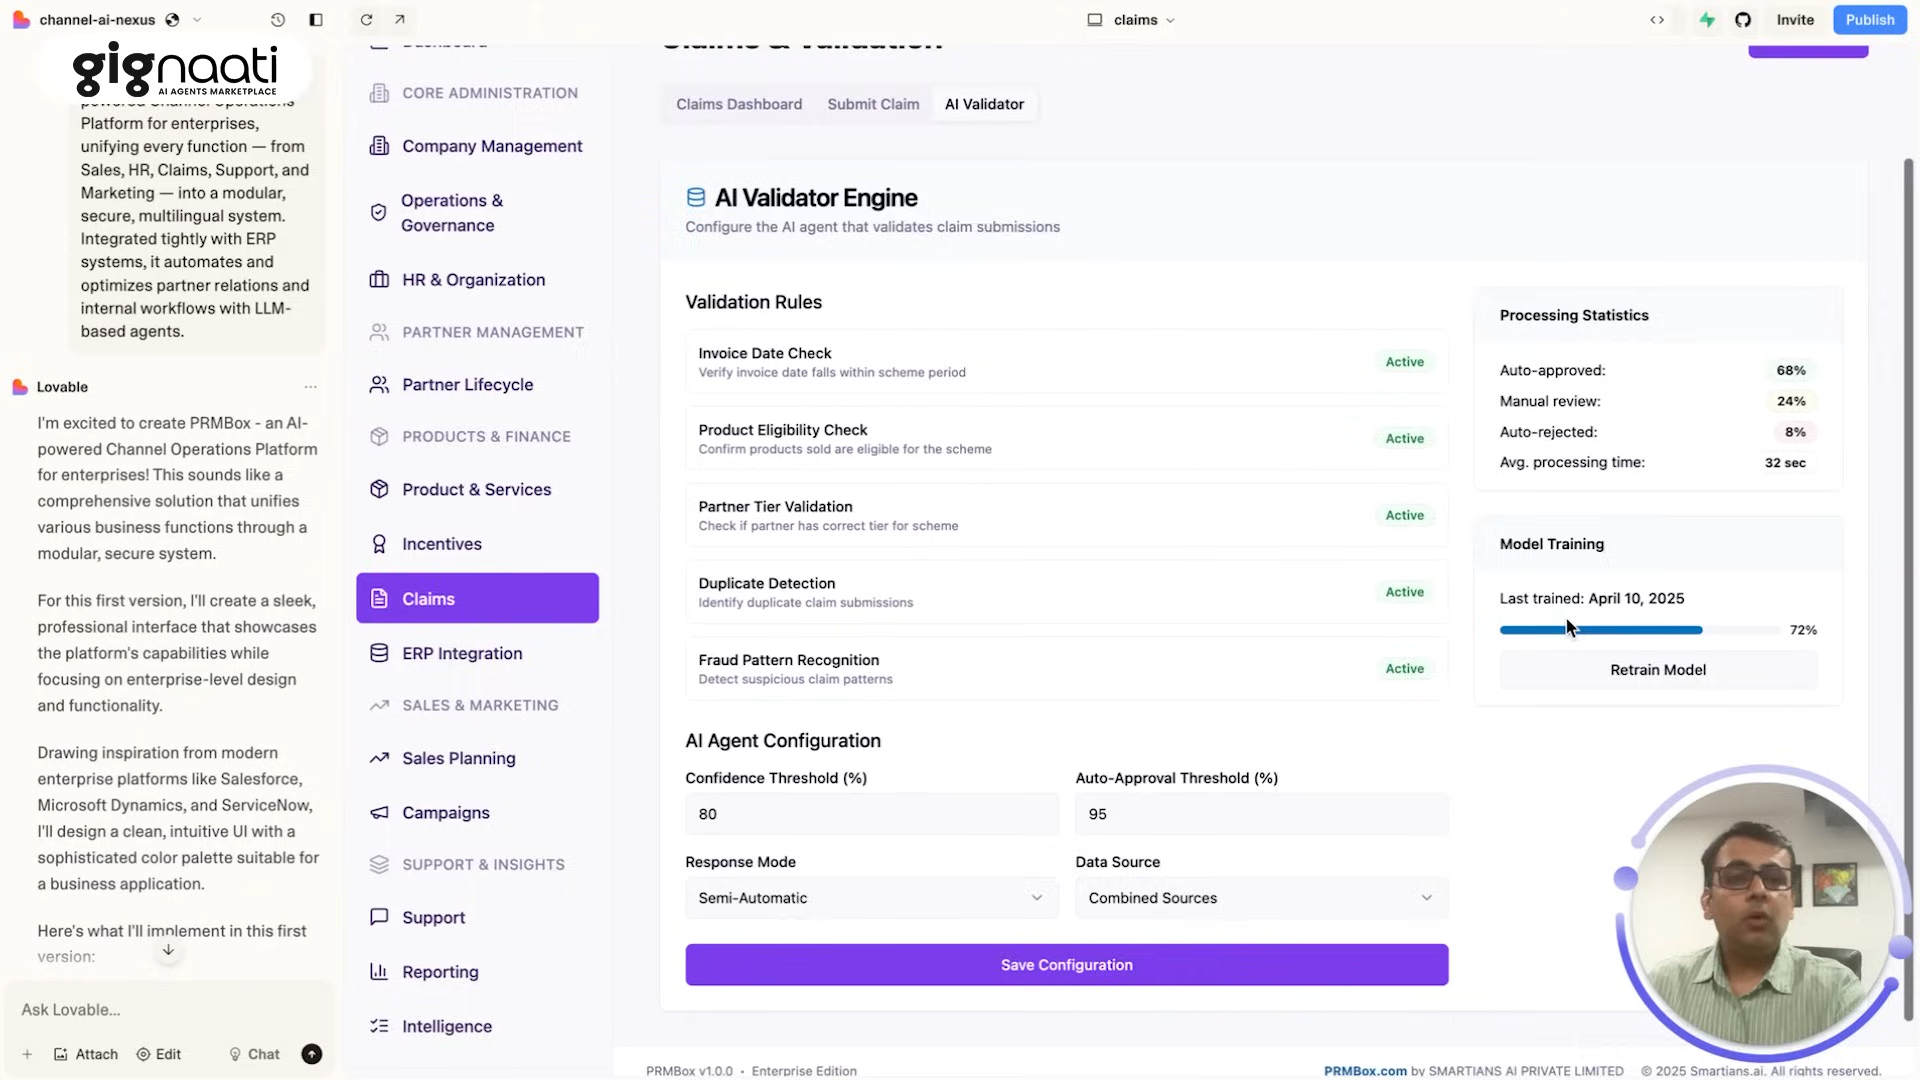 channel-ai-nexus
claims
Invite
Publish
gignaati
AI AGENTS MARKETPLACE
powered Channel Operations
Platform for enterprises,
unifying every function — from
Sales, HR, Claims, Support, and
Marketing — into a modular,
secure, multilingual system.
Integrated tightly with ERP
systems, it automates and
optimizes partner relations and
internal workflows with LLM-
based agents.
Lovable
I'm excited to create PRMBox - an AI-
powered Channel Operations Platform
for enterprises! This sounds like a
comprehensive solution that unifies
various business functions through a
modular, secure system.
For this first version, I'll create a sleek,
professional interface that showcases
the platform's capabilities while
focusing on enterprise-level design
and functionality.
Drawing inspiration from modern
enterprise platforms like Salesforce,
Microsoft Dynamics, and ServiceNow,
I'll design a clean, intuitive UI with a
sophisticated color palette suitable for
a business application.
Here's what I'll implement in this first
version:
Ask Lovable...
Attach
Edit
Chat
Dashboard
CORE ADMINISTRATION
Company Management
Operations &
Governance
HR & Organization
PARTNER MANAGEMENT
Partner Lifecycle
PRODUCTS & FINANCE
Product & Services
Incentives
Claims
ERP Integration
SALES & MARKETING
Sales Planning
Campaigns
SUPPORT & INSIGHTS
Support
Reporting
Intelligence
Claims & Validation
Claims Dashboard
Submit Claim
AI Validator
AI Validator Engine
Configure the AI agent that validates claim submissions
Validation Rules
Invoice Date Check
Verify invoice date falls within scheme period
Active
Product Eligibility Check
Confirm products sold are eligible for the scheme
Active
Partner Tier Validation
Check if partner has correct tier for scheme
Active
Duplicate Detection
Identify duplicate claim submissions
Active
Fraud Pattern Recognition
Detect suspicious claim patterns
Active
AI Agent Configuration
Confidence Threshold (%)
80
Auto-Approval Threshold (%)
95
Response Mode
Semi-Automatic
Data Source
Combined Sources
Save Configuration
Processing Statistics
Auto-approved: 68%
Manual review: 24%
Auto-rejected: 8%
Avg. processing time: 32 sec
Model Training
Last trained: April 10, 2025
72%
Retrain Model
PRMBox v1.0.0 • Enterprise Edition
PRMBox.com by SMARTIANS AI PRIVATE LIMITED © 2025 Smartians.ai. All rights reserved.